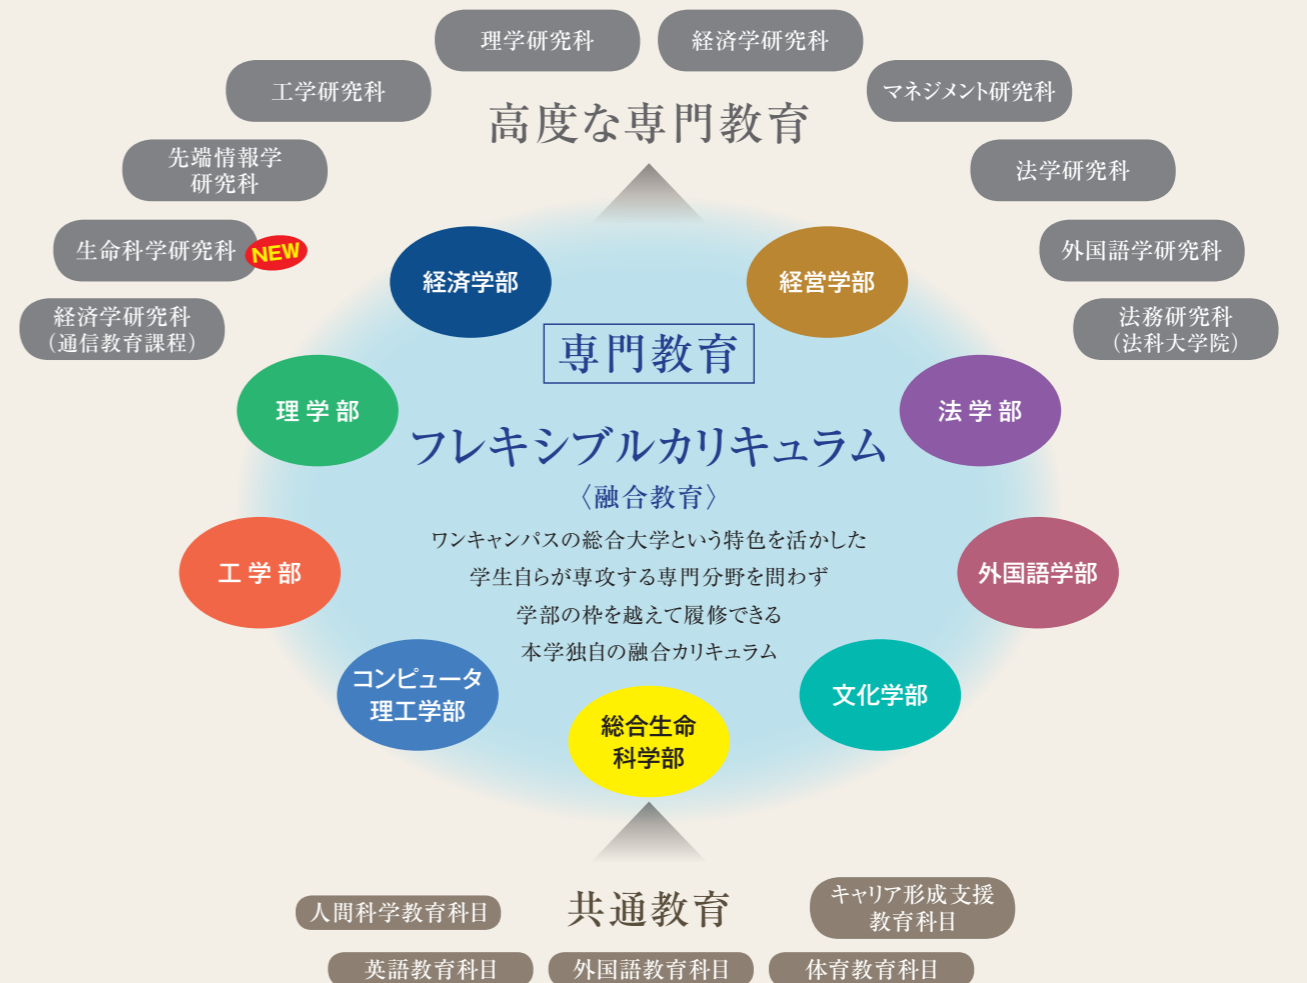 理学研究科
経済学研究科
工学研究科
マネジメント研究科
高度な専門教育
先端情報学
研究科
法学研究科
生命科学研究科
NEW
外国語学研究科
経済学研究科
(通信教育課程)
法務研究科
(法科大学院)
経済学部
経営学部
専門教育
理学部
法学部
フレキシブルカリキュラム
〈融合教育〉
ワンキャンパスの総合大学という特色を活かした
学生自らが専攻する専門分野を問わず
学部の枠を越えて履修できる
本学独自の融合カリキュラム
工学部
外国語学部
コンピュータ
理工学部
文化学部
総合生命
科学部
共通教育
人間科学教育科目
キャリア形成支援
教育科目
英語教育科目
外国語教育科目
体育教育科目